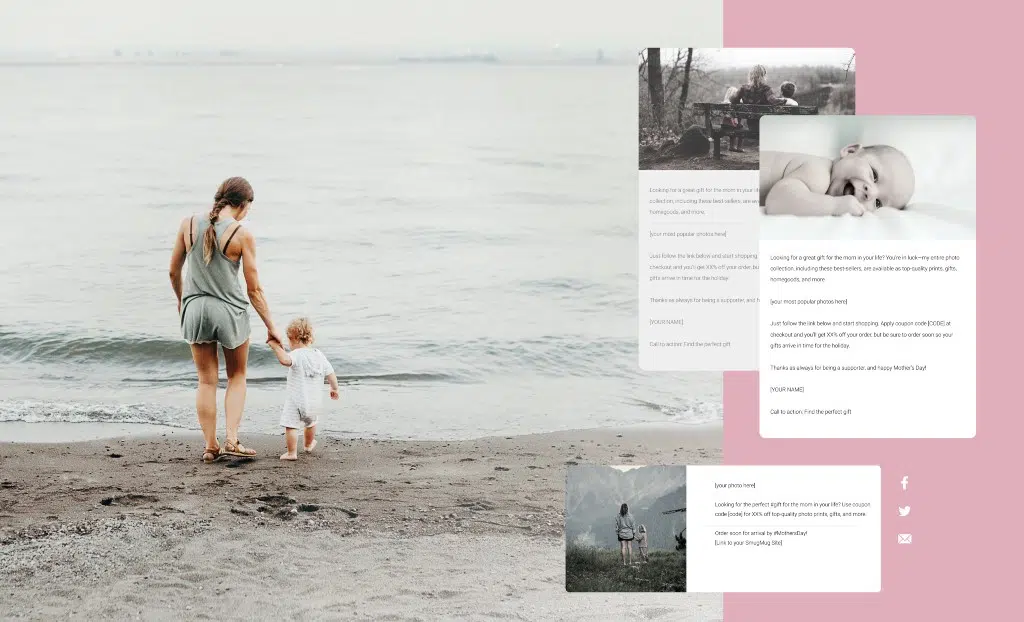 Looking for a great gift for the mom in your life
collection, including these best-sellers, are
homegoods, and more.
[your most popular photos here]
Just follow the link below and start shopping
checkout and you'll get XX% off your order, bu
gifts arrive in time for the holiday.
Thanks as always for being a supporter, and h
[YOUR NAME]
Call to action: Find the perfect gift
Looking for a great gift for the mom in your life? You're in luck—my entire photo
collection, including these best-sellers, are available as top-quality prints, gifts,
homegoods, and more.
[your most popular photos here]
Just follow the link below and start shopping. Apply coupon code [CODE] at
checkout and you'll get XX% off your order, but be sure to order soon so your
gifts arrive in time for the holiday.
Thanks as always for being a supporter, and happy Mother's Day!
[YOUR NAME]
Call to action: Find the perfect gift
[your photo here]
Looking for the perfect #gift for the mom in your life? Use coupon
code [code] for XX% off top-quality photo prints, gifts, and more.
Order soon for arrival by #MothersDay!
[Link to your SmugMug Site]